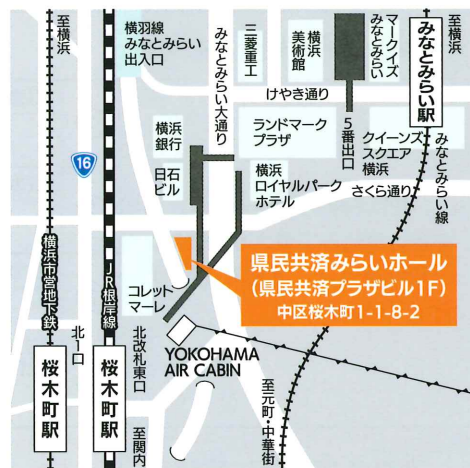 至横浜
横羽線
みなとみらい
出入口
みなとみらい大通り
三菱重工
横浜
美術館
マークイズ
みなとみらい
みなとみらい駅
至横浜
けやき通り
16
横浜
銀行
日石
ビル
ランドマーク
プラザ
5番出口
クイーンズ
スクエア
横浜
みなとみらい線
横浜
ロイヤルパーク
ホテル
さくら通り
横浜市営地下鉄
JR根岸線
コレット
マーレ
県民共済みらいホール
(県民共済プラザビル1F)
中区桜木町1-1-8-2
北1口
桜木町駅
桜木町駅
北改札東口
至関内
YOKOHAMA
AIR CABIN
至元町・中華街